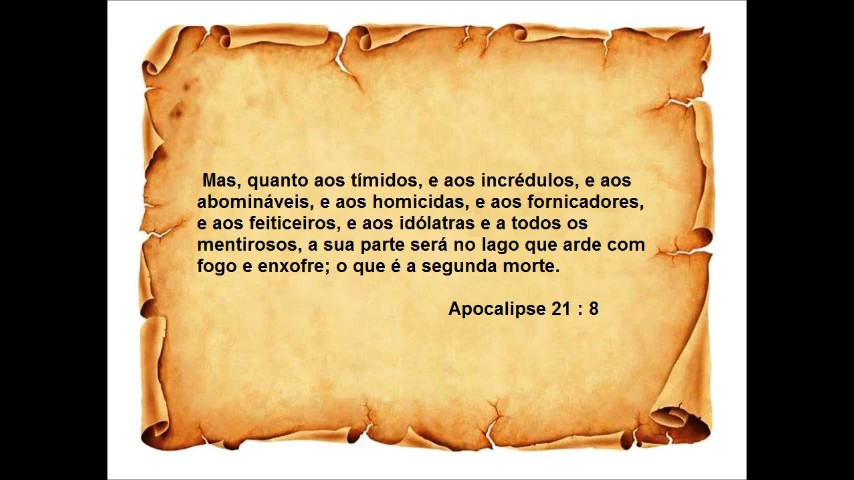 Mas, quanto aos tímidos, e aos incrédulos, e aos
abomináveis, e aos homicidas, e aos fornicadores,
e aos feiticeiros, e aos idólatras e a todos os
mentirosos, a sua parte será no lago que arde com
fogo e enxofre; o que é a segunda morte.
Apocalipse 21 : 8